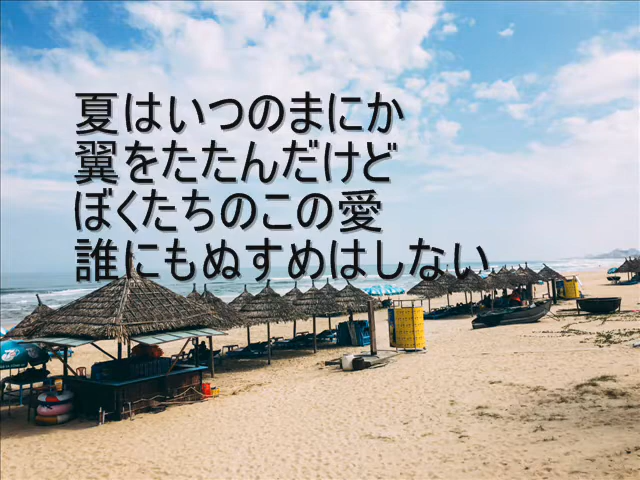 夏はいつのまにか
翼をたたんだけど
ぼくたちのこの愛
誰にもぬすめはしない